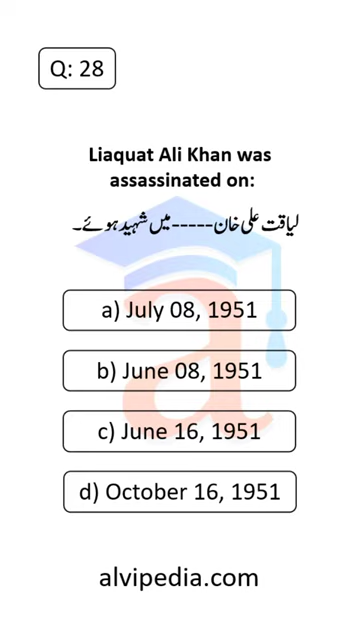 Q: 28
Liaquat Ali Khan was
assassinated on:
لیاقت علی خان-----میں شہید ہوئے۔
a) July 08, 1951
b) June 08, 1951
c) June 16, 1951
d) October 16, 1951
alvipedia.com